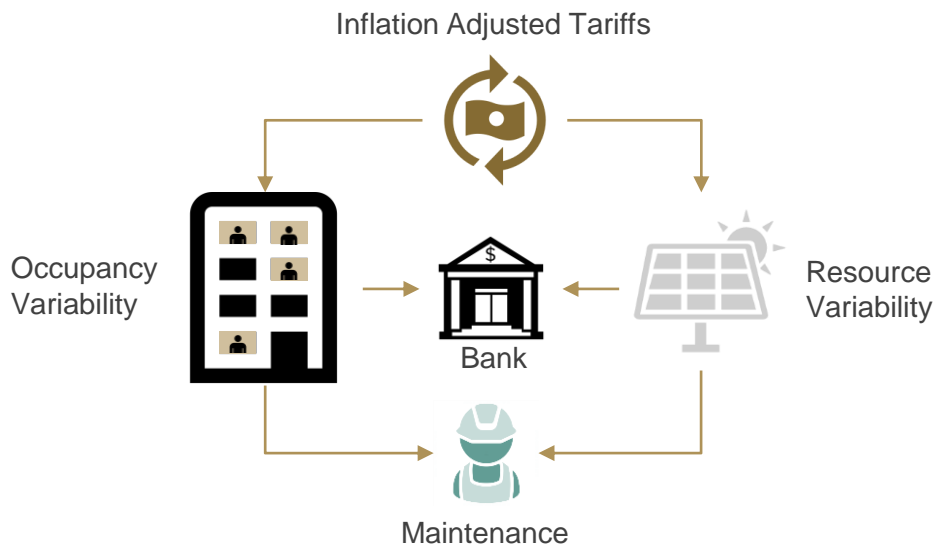 Inflation Adjusted Tariffs
$
Occupancy
Variability
Resource
Variability
Bank
Maintenance